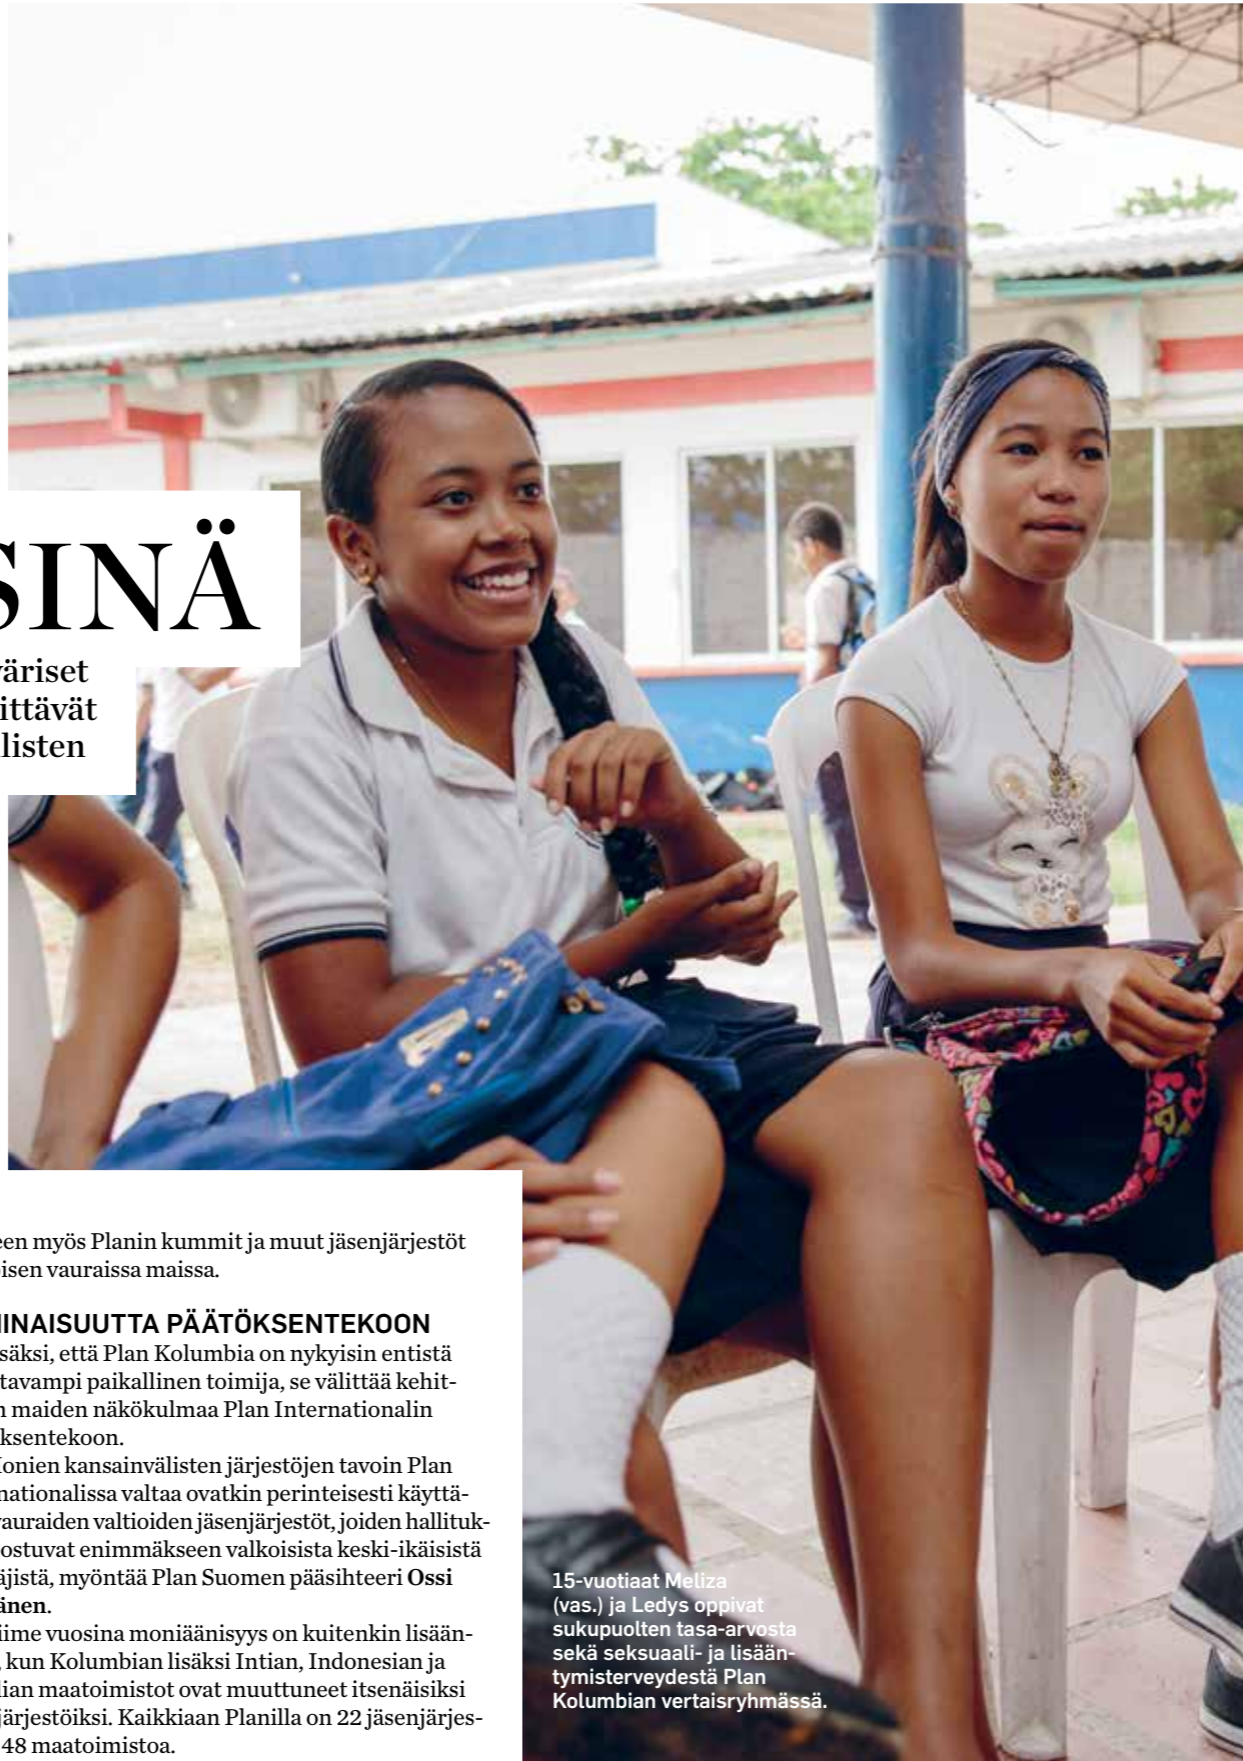 SINÄ
väriset
ittävät
listen
een myös Planin kummit ja muut jäsenjärjestöt
isen vauraissa maissa.
INAISUUTTA PÄÄTÖKSENTEKOON
säksi, että Plan Kolumbia on nykyisin entistä
tavampi paikallinen toimija, se välittää kehit-
n maiden näkökulmaa Plan Internationalin
ksentekoon.
onien kansainvälisten järjestöjen tavoin Plan
nationalissa valtaa ovatkin perinteisesti käyttä-
vauraiden valtioiden jäsenjärjestöt, joiden hallituk-
ostuvat enimmäkseen valkoisista keski-ikäisistä
äjistä, myöntää Plan Suomen pääsihteeri Ossi
änen.
iime vuosina moniäänisyys on kuitenkin lisään-
, kun Kolumbian lisäksi Intian, Indonesian ja
lian maatoimistot ovat muuttuneet itsenäisiksi
järjestöiksi. Kaikkiaan Planilla on 22 jäsenjärjes-
48 maatoimistoa.
15-vuotiaat Meliza
(vas.) ja Ledys oppivat
sukupuolten tasa-arvosta
sekä seksuaali- ja lisään-
tymisterveydestä Plan
Kolumbian vertaisryhmässä.